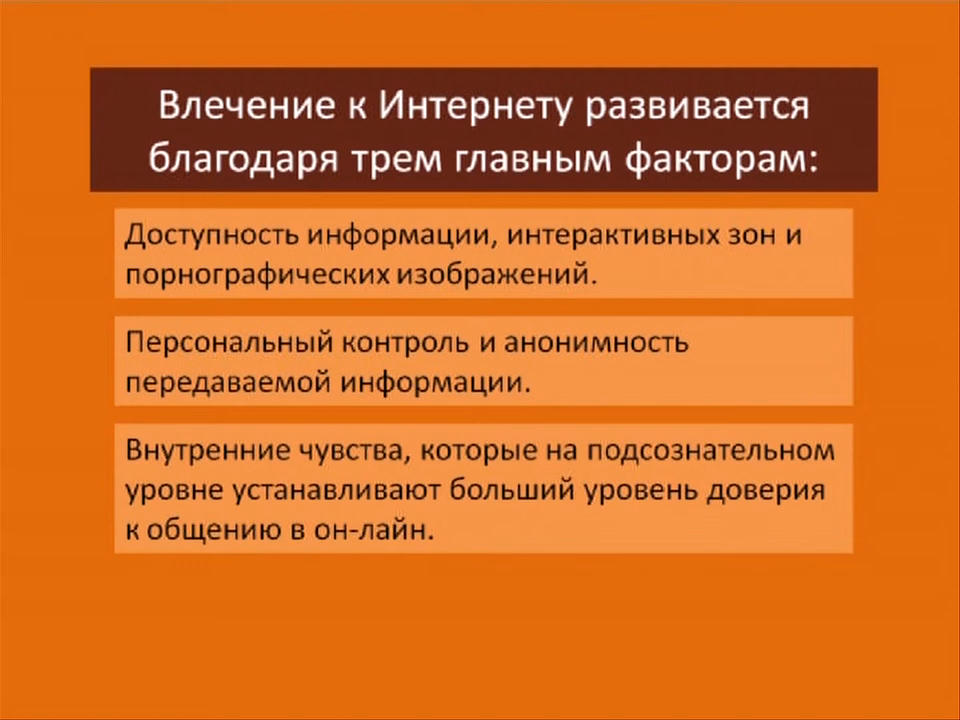 Влечение к Интернету развивается
благодаря трем главным факторам:
Доступность информации, интерактивных зон и
порнографических изображений.
Персональный контроль и анонимность
передаваемой информации.
Внутренние чувства, которые на подсознательном
уровне устанавливают больший уровень доверия
к общению в он-лайн.